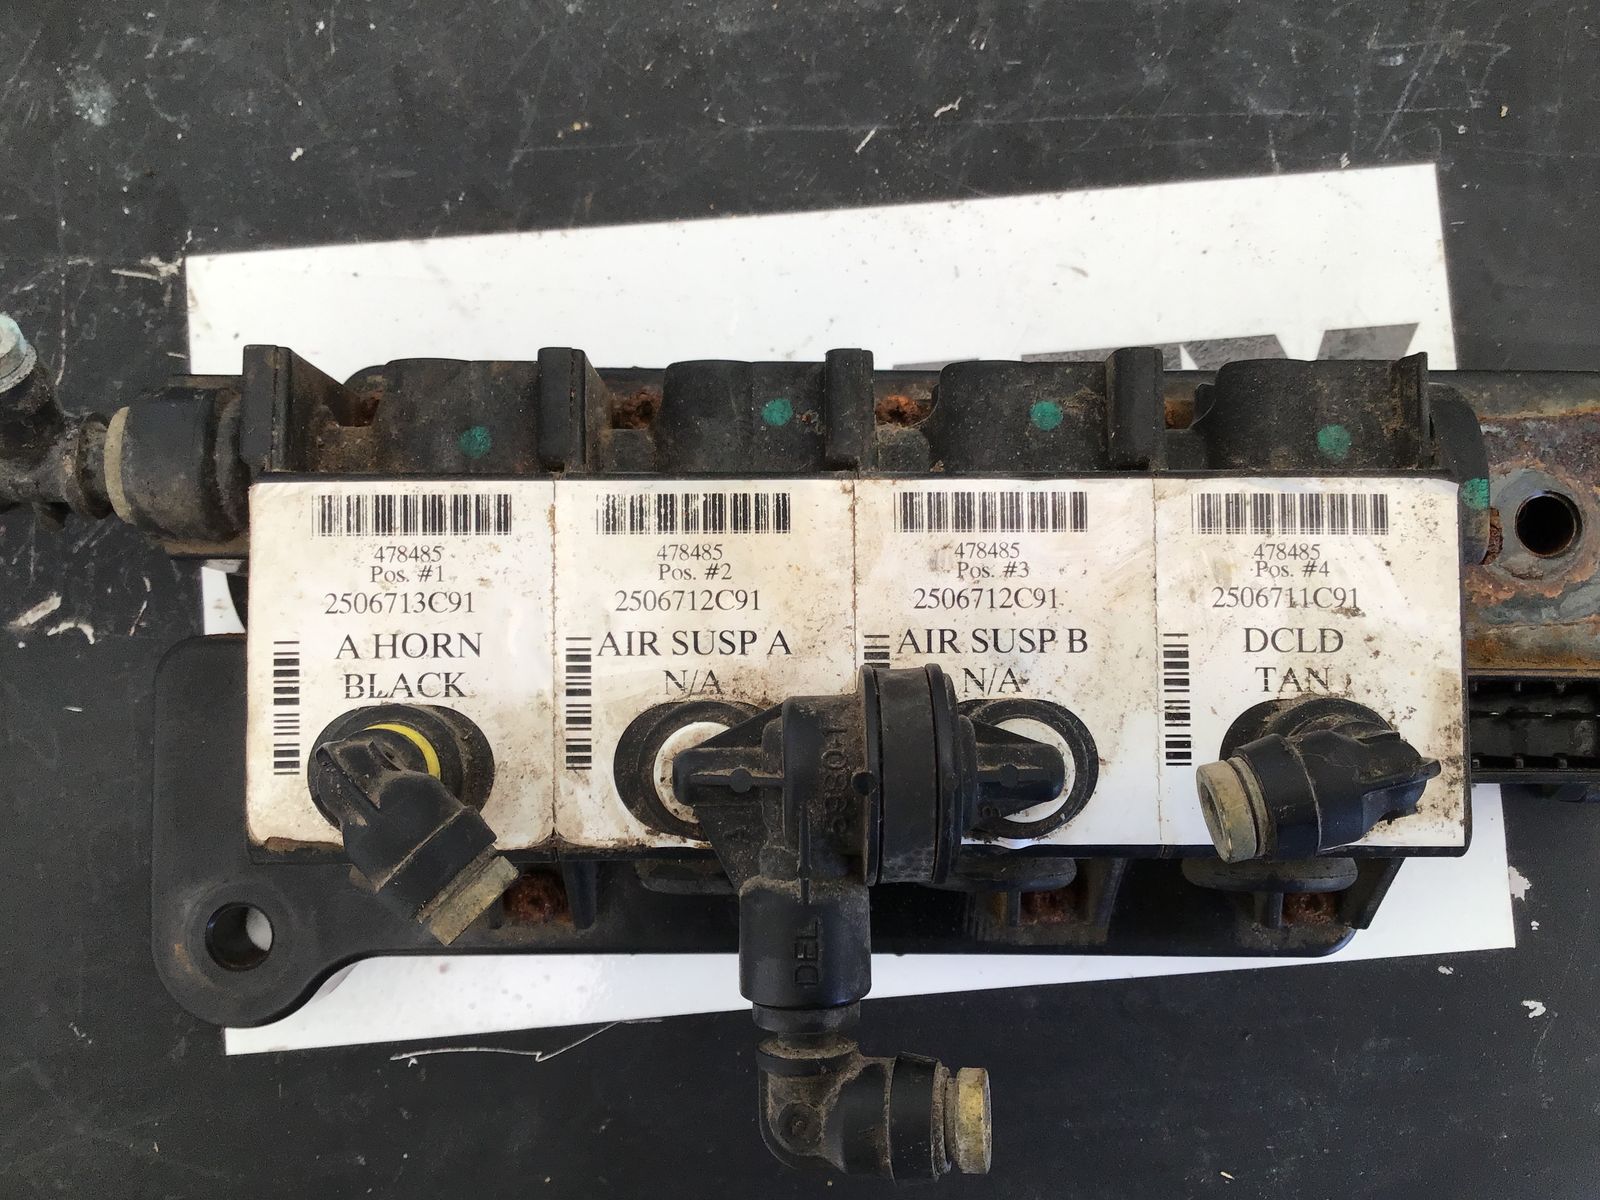 478485
Pos. #1
2506713C91
A HORN
BLACK
478485
Pos. #2
2506712C91
AIR SUSP A
N/A
478485
Pos. #3
2506712C91
AIR SUSP B
N/A
478485
Pos. #4
2506711C91
DCLD
TAN
DEL